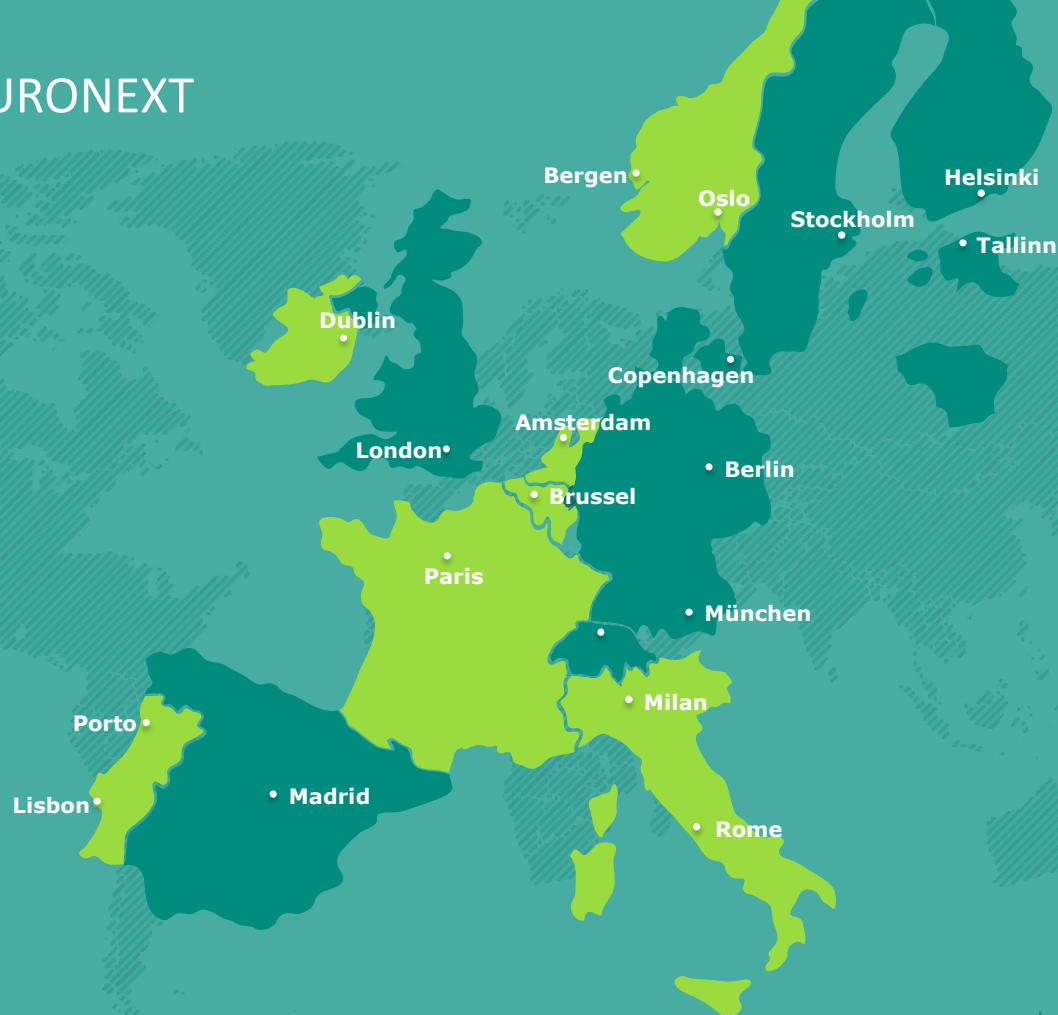 URONEXT
Bergen
Helsinki
Oslo
Stockholm
Tallinn
Dublin
Copenhagen
Amsterdam
London
Berlin
Brussel
Paris
München
Milan
Porto
Madrid
Lisbon
Rome